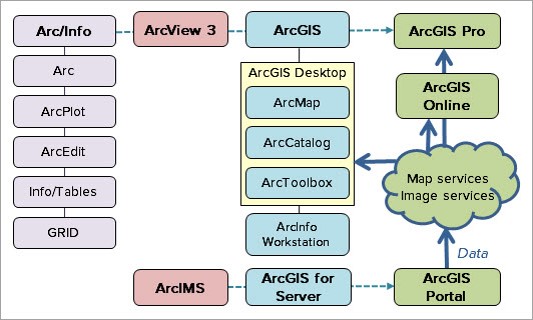 Arc/Info
ArcView 3
ArcGIS
ArcGIS Pro
Arc
ArcPlot
ArcEdit
Info/Tables
GRID
ArcGIS Desktop
ArcMap
ArcCatalog
ArcToolbox
ArcInfo
Workstation
ArcGIS
Online
Map services
Image services
Data
ArcIMS
ArcGIS for
Server
ArcGIS
Portal